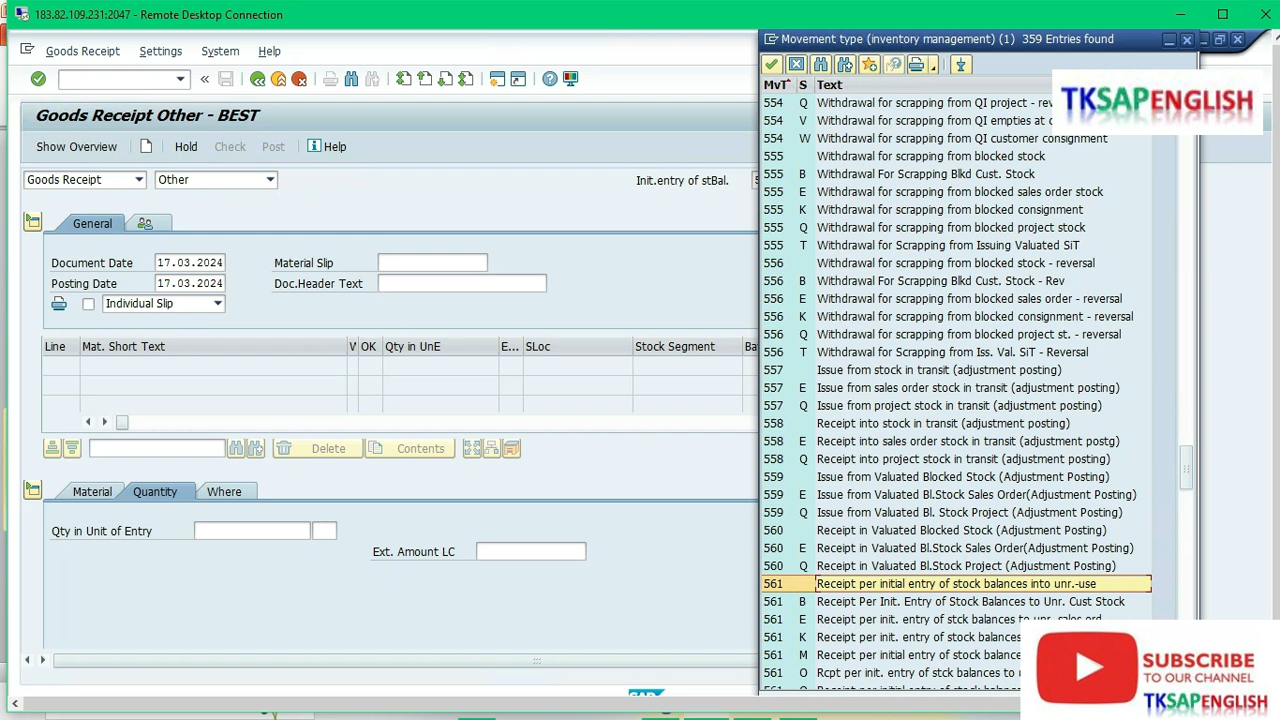 183.82.109.231:2047 - Remote Desktop Connection
Goods Receipt Settings System Help
Goods Receipt Other - BEST
Show Overview Hold Check Post Help
Goods Receipt Other Init.entry of stBal.
General
Document Date 17.03.2024 Material Slip
Posting Date 17.03.2024 Doc.Header Text
Individual Slip
Line Mat. Short Text V OK Qty in UnE E... SLoc Stock Segment Ba
Delete Contents
Material Quantity Where
Qty in Unit of Entry
Ext. Amount LC
SAP
Movement type (inventory management) (1) 359 Entries found
MvT S Text
554 Q Withdrawal for scrapping from QI project - rev
554 V Withdrawal for scrapping from QI empties at c
554 W Withdrawal for scrapping from QI customer consignment
555 Withdrawal for scrapping from blocked stock
555 B Withdrawal For Scrapping Blkd Cust. Stock
555 E Withdrawal for scrapping from blocked sales order stock
555 K Withdrawal for scrapping from blocked consignment
555 Q Withdrawal for scrapping from blocked project stock
555 T Withdrawal for Scrapping from Issuing Valuated SiT
556 Withdrawal for scrapping from blocked stock - reversal
556 B Withdrawal For Scrapping Blkd Cust. Stock - Rev
556 E Withdrawal for scrapping from blocked sales order - reversal
556 K Withdrawal for scrapping from blocked consignment - reversal
556 Q Withdrawal for scrapping from blocked project st. - reversal
556 T Withdrawal for Scrapping from Iss. Val. SiT - Reversal
557 Issue from stock in transit (adjustment posting)
557 E Issue from sales order stock in transit (adjustment posting)
557 Q Issue from project stock in transit (adjustment posting)
558 Receipt into stock in transit (adjustment posting)
558 E Receipt into sales order stock in transit (adjustment postg)
558 Q Receipt into project stock in transit (adjustment posting)
559 Issue from Valuated Blocked Stock (Adjustment Posting)
559 E Issue from Valuated Bl.Stock Sales Order(Adjustment Posting)
559 Q Issue from Valuated Bl. Stock Project (Adjustment Posting)
560 Receipt in Valuated Blocked Stock (Adjustment Posting)
560 E Receipt in Valuated Bl.Stock Sales Order(Adjustment Posting)
560 Q Receipt in Valuated Bl.Stock Project (Adjustment Posting)
561 Receipt per initial entry of stock balances into unr.-use
561 B Receipt Per Init. Entry of Stock Balances to Unr. Cust Stock
561 E Receipt per init. entry of stck balances to unr. sales ord
561 K Receipt per init. entry of stock balances
561 M Receipt per initial entry of stock balances
561 O Rcpt per init. entry of stck balances to
TKSAPENGLISH
SUBSCRIBE
TO OUR CHANNEL
TKSAPENGLISH